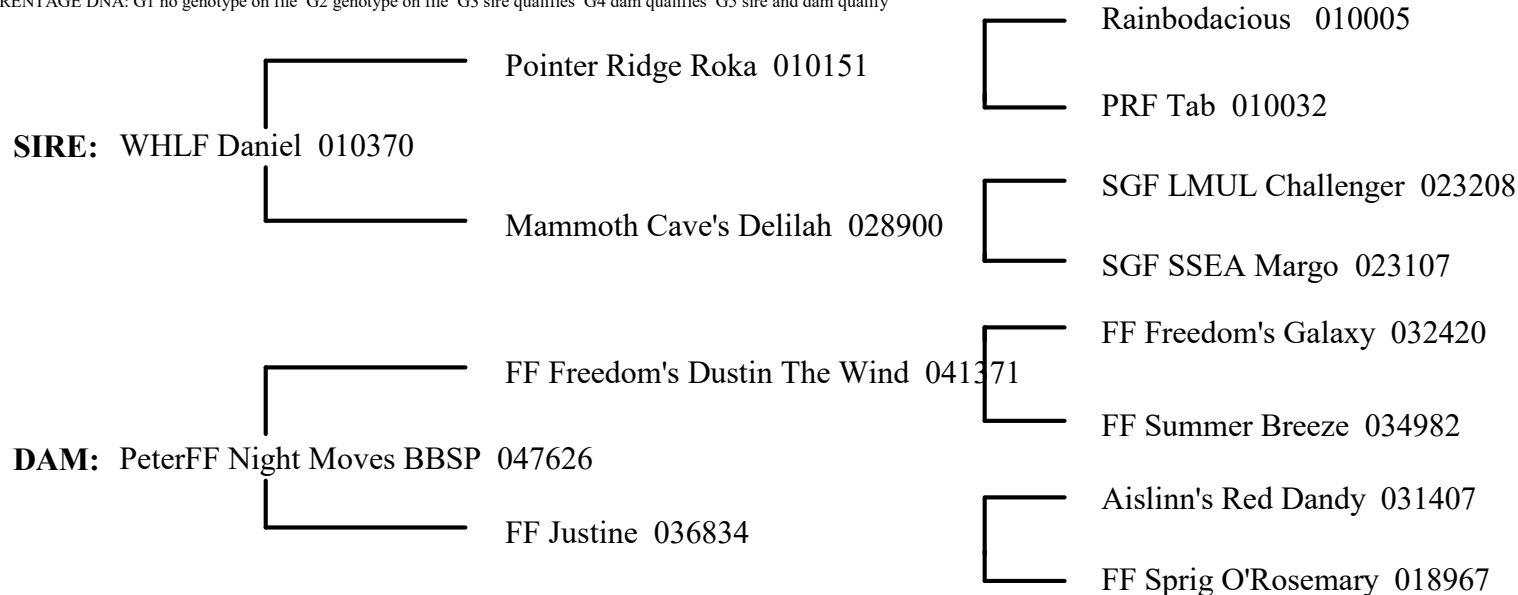 RENTAGE DNA: G1 no genotype on file G2 genotype on file G3 sire qualifies G4 dam qualifies G5 sire and dam qualify
Rainbodacious 010005
Pointer Ridge Roka 010151
PRF Tab 010032
SIRE: WHLF Daniel 010370
SGF LMUL Challenger 023208
Mammoth Cave's Delilah 028900
SGF SSEA Margo 023107
FF Freedom's Galaxy 032420
FF Freedom's Dustin The Wind 041371
FF Summer Breeze 034982
DAM: PeterFF Night Moves BBSP 047626
Aislinn's Red Dandy 031407
FF Justine 036834
FF Sprig O'Rosemary 018967